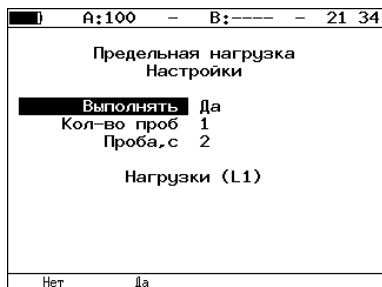 А:100 – В:---- – 21 34
Предельная нагрузка
Настройки
Выполнять Да
Кол-во проб 1
Проба,с 2
Нагрузки (L1)
Нет Да